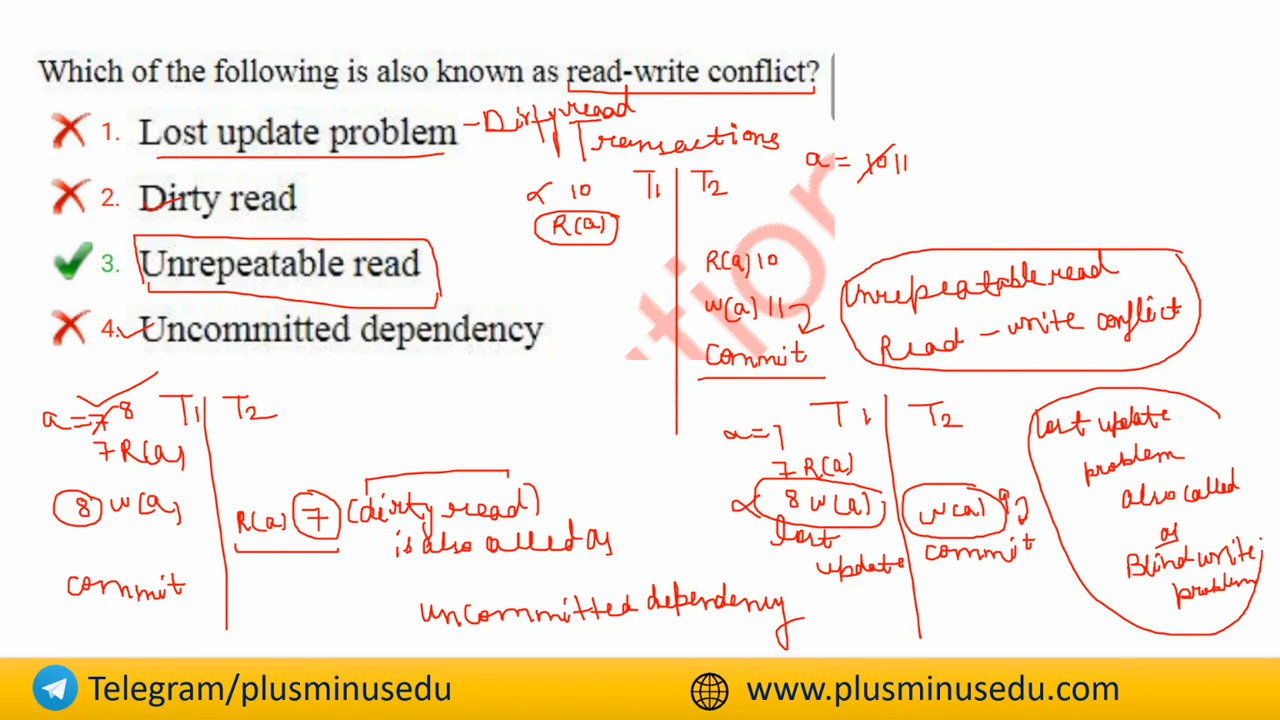 Which of the following is also known as read-write conflict?
1. Lost update problem
- Dirty read
Transactions
2. Dirty read
3. Unrepeatable read
4. Uncommitted dependency
a = 10 11
10 T1 T2
R(a)
R(a) 10
W(a) 11
commit
Unrepeatable read
Read - write conflict
a = 7 8 T1 T2
7 R(a)
8 W(a)
R(a) 7 (dirty read)
is also called as
commit
uncommitted dependency
T1 T2
a = 7
7 R(a)
8 W(a) W(a) 9
lost
update
commit
Lost update
problem
also called
as
Blind write
problem
Telegram/plusminusedu
www.plusminusedu.com